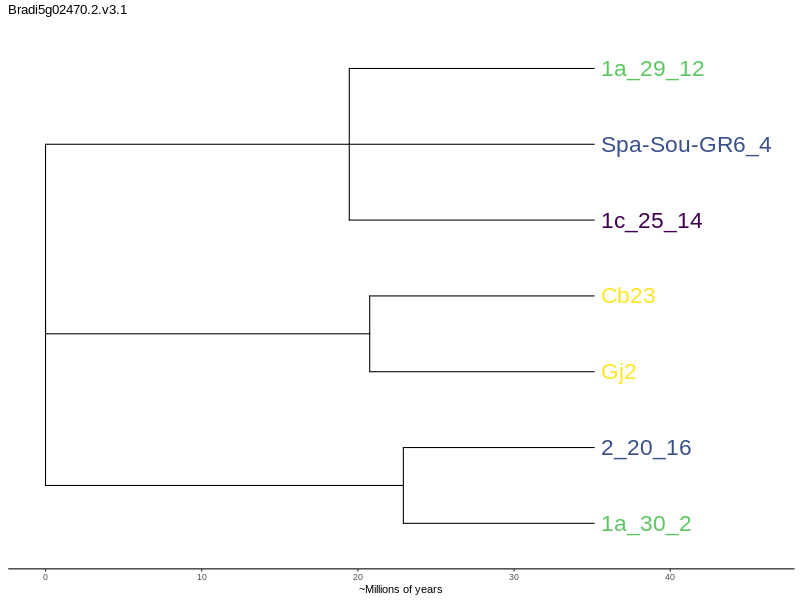 Bradi5g02470.2.v3.1
1a_29_12
Spa-Sou-GR6_4
1c_25_14
Cb23
Gj2
2_20_16
1a_30_2
0 10 20 30 40
~Millions of years